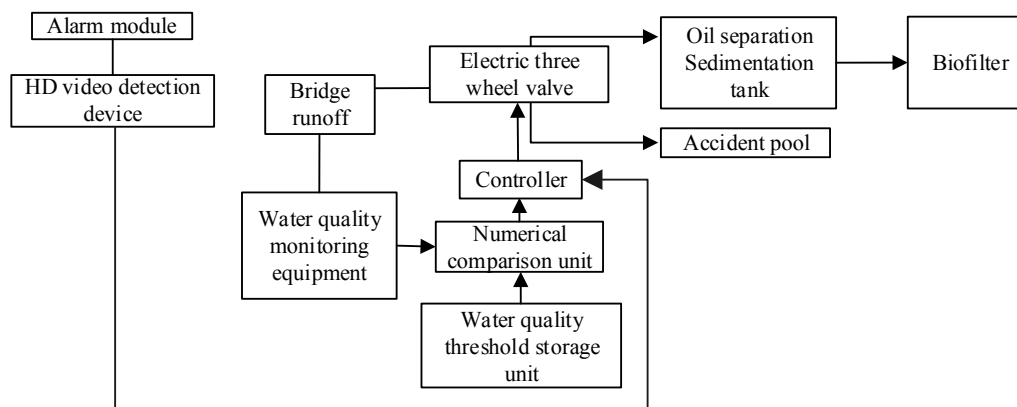 Alarm module
HD video detection
device
Bridge
runoff
Electric three
wheel valve
Oil separation
Sedimentation
tank
Biofilter
Accident pool
Controller
Water quality
monitoring
equipment
Numerical
comparison unit
Water quality
threshold storage
unit